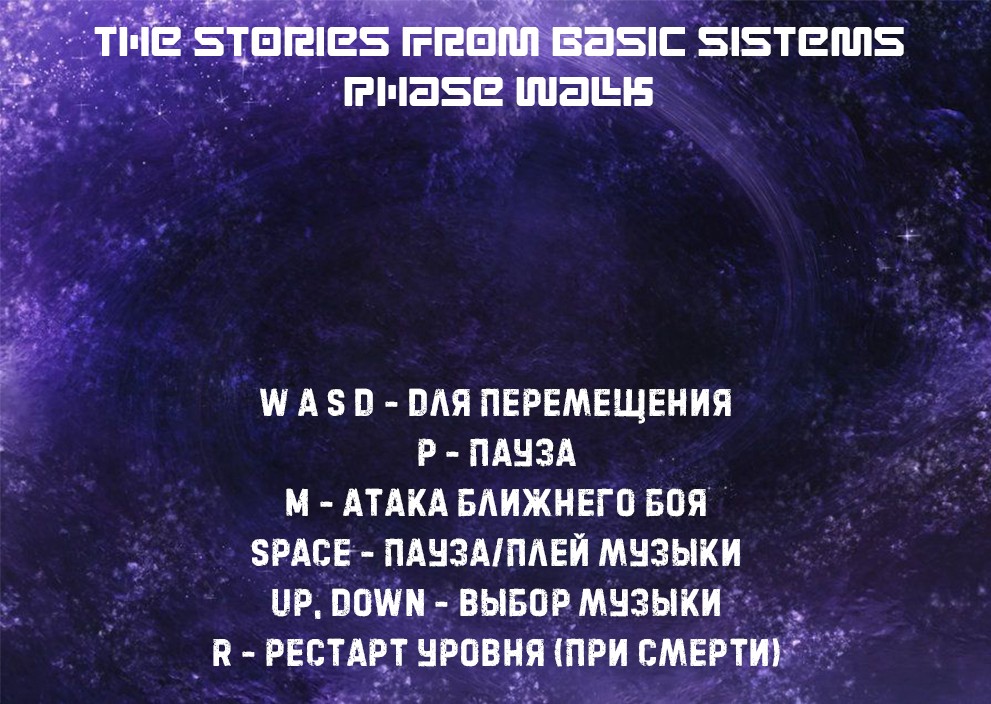 THE STORIES FROM BASIC SISTEMS
PHASE WALK
W A S D - DЛЯ ПЕРЕМЕЩЕНИЯ
P - ПАУЗА
M - АТАКА БЛИЖНЕГО БОЯ
SPACE - ПАУЗА/ПЛЕЙ МУЗЫКИ
UP, DOWN - ВЫБОР МУЗЫКИ
R - РЕСТАРТ УРОВНЯ (ПРИ СМЕРТИ)